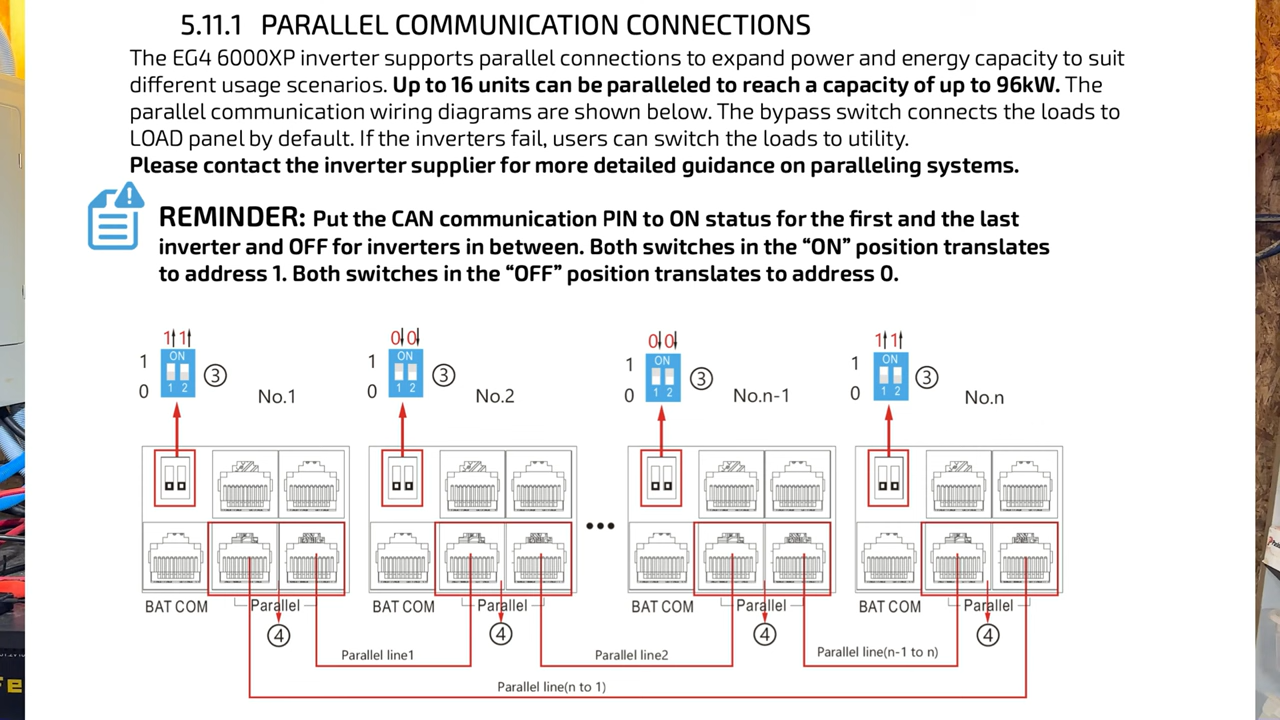 5.11.1 PARALLEL COMMUNICATION CONNECTIONS
The EG4 6000XP inverter supports parallel connections to expand power and energy capacity to suit
different usage scenarios. Up to 16 units can be paralleled to reach a capacity of up to 96kW. The
parallel communication wiring diagrams are shown below. The bypass switch connects the loads to
LOAD panel by default. If the inverters fail, users can switch the loads to utility.
Please contact the inverter supplier for more detailed guidance on paralleling systems.
REMINDER: Put the CAN communication PIN to ON status for the first and the last
inverter and OFF for inverters in between. Both switches in the “ON” position translates
to address 1. Both switches in the “OFF” position translates to address 0.
1 1 0 0 0 0 1 1
1 ON 1 ON 1 ON 1 ON
0 1 2 ③ No.1 0 1 2 ③ No.2 0 1 2 ③ No.n-1 0 1 2 ③ No.n
...
BAT COM Parallel BAT COM Parallel BAT COM Parallel BAT COM Parallel
④ ④ ④ ④
Parallel line1 Parallel line2 Parallel line(n-1 to n)
Parallel line(n to 1)